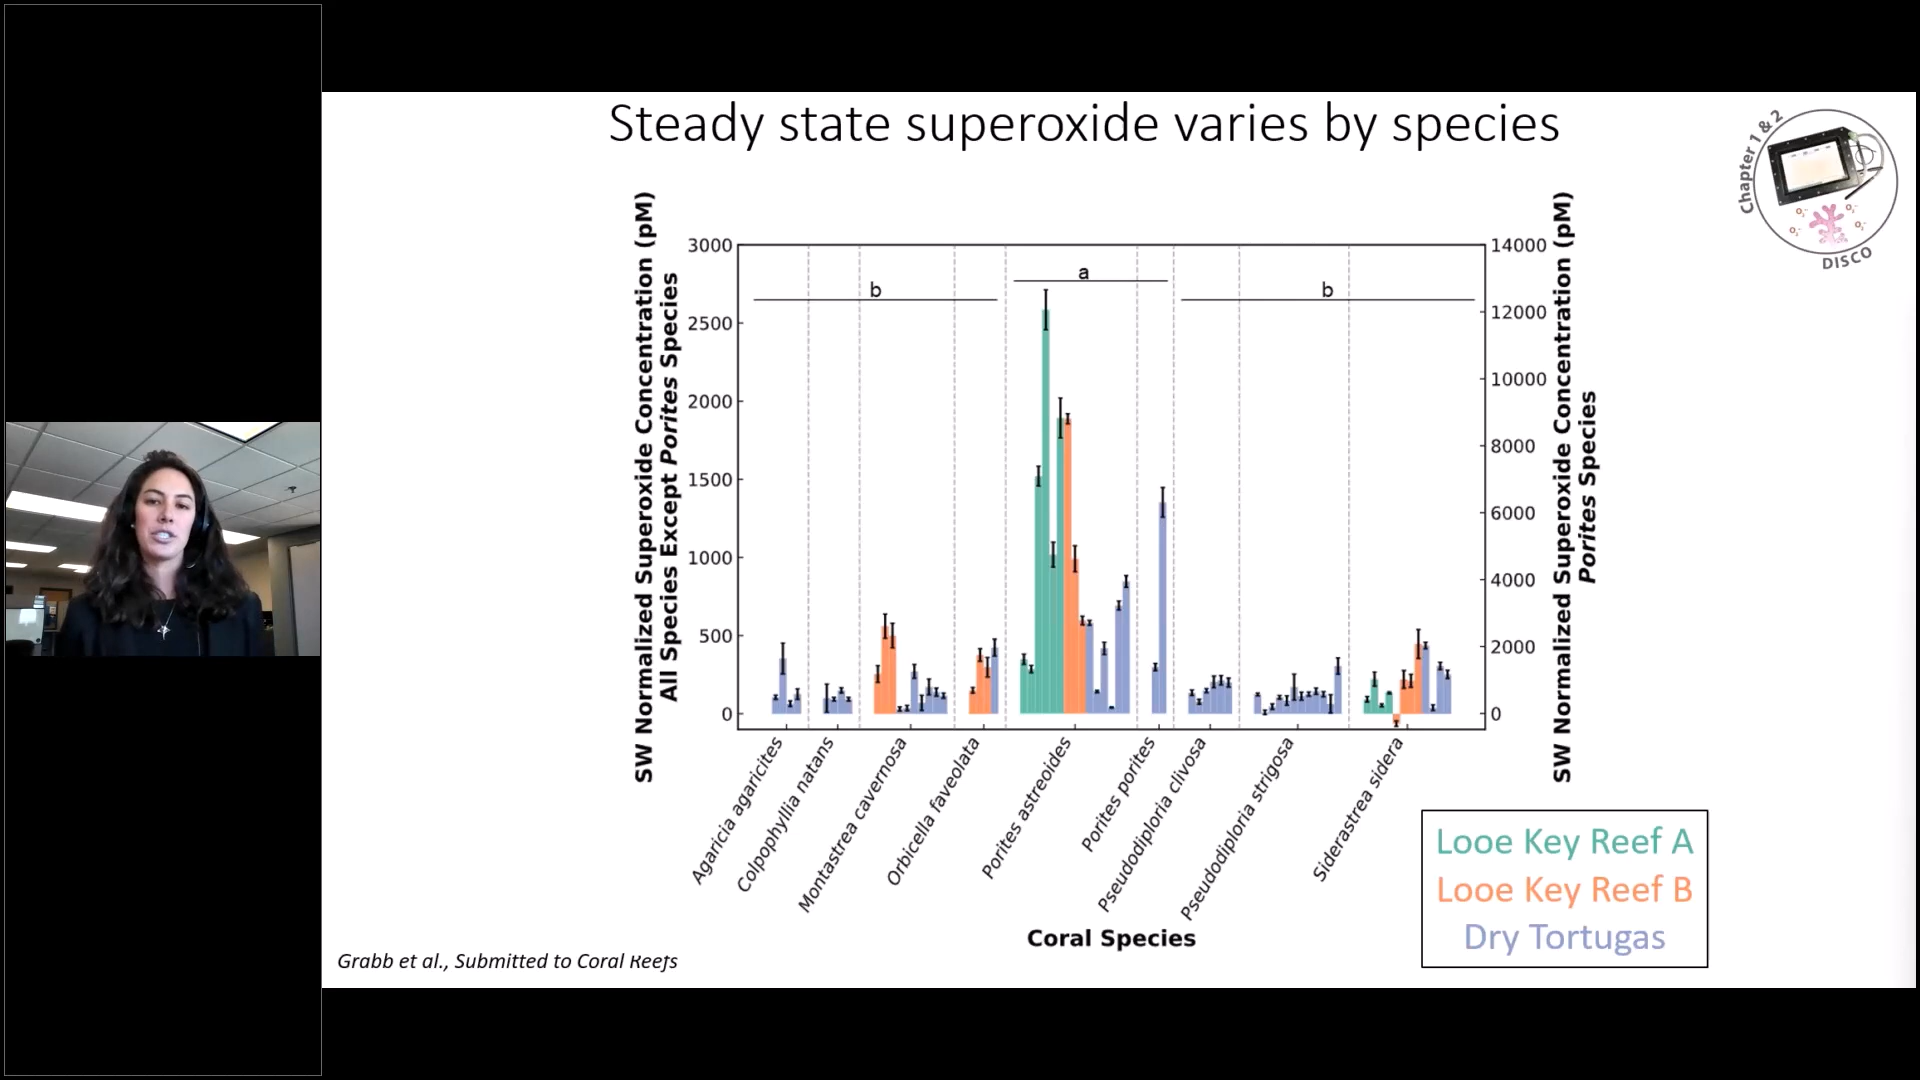 Steady state superoxide varies by species
Chapter 1 & 2
O₂⁻
O₂⁻
O₂⁻
O₂⁻
DISCO
SW Normalized Superoxide Concentration (pM)
All Species Except Porites Species
3000
2500
2000
1500
1000
500
0
b
a
b
14000
12000
10000
8000
6000
4000
2000
0
SW Normalized Superoxide Concentration (pM)
Porites Species
Agaricia agaricites
Colpophyllia natans
Montastrea cavernosa
Orbicella faveolata
Porites astreoides
Porites porites
Pseudodiploria clivosa
Pseudodiploria strigosa
Siderastrea sidera
Coral Species
Looe Key Reef A
Looe Key Reef B
Dry Tortugas
Grabb et al., Submitted to Coral Reefs